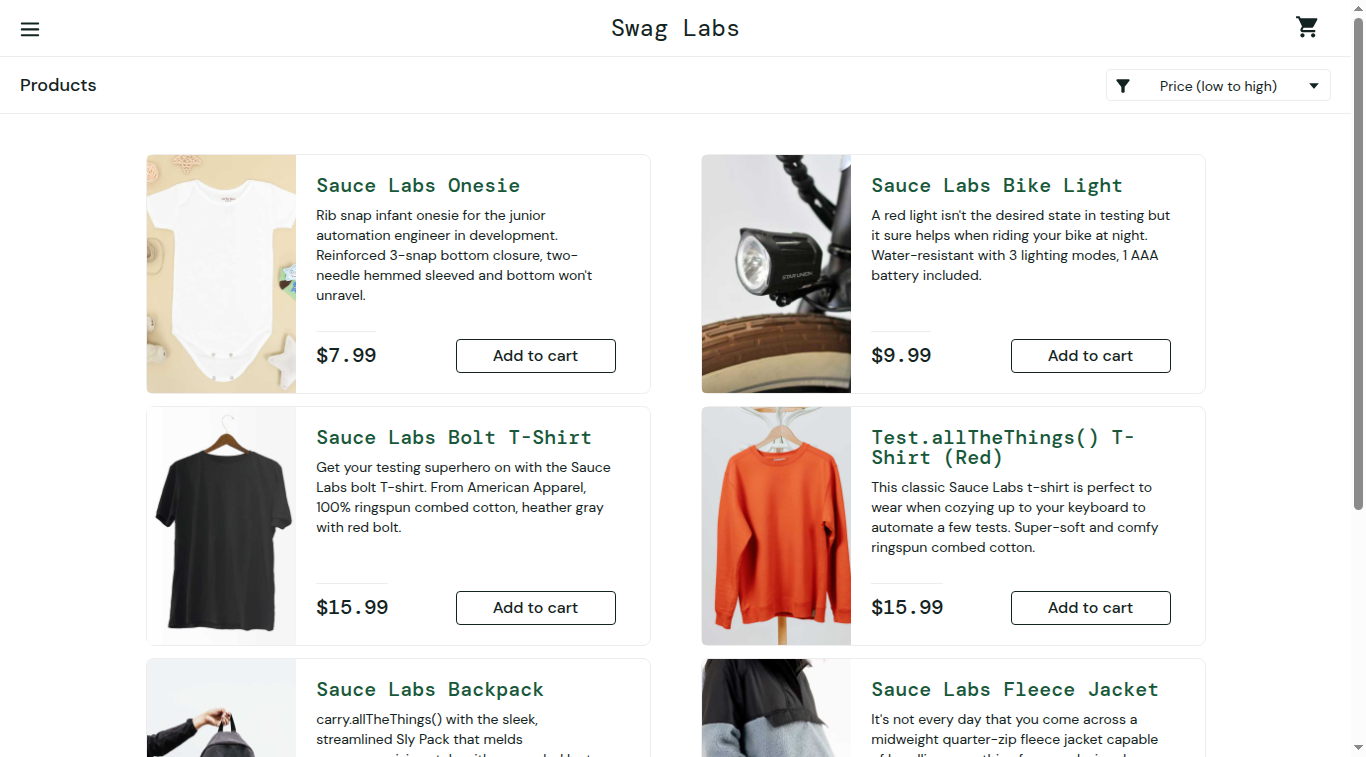 Swag Labs
Products
Price (low to high)
Sauce Labs Onesie
Rib snap infant onesie for the junior
automation engineer in development.
Reinforced 3-snap bottom closure, two-
needle hemmed sleeved and bottom won't
unravel.
$7.99
Add to cart
Sauce Labs Bike Light
A red light isn't the desired state in testing but
it sure helps when riding your bike at night.
Water-resistant with 3 lighting modes, 1 AAA
battery included.
$9.99
Add to cart
Sauce Labs Bolt T-Shirt
Get your testing superhero on with the Sauce
Labs bolt T-shirt. From American Apparel,
100% ringspun combed cotton, heather gray
with red bolt.
$15.99
Add to cart
Test.allTheThings() T-
Shirt (Red)
This classic Sauce Labs t-shirt is perfect to
wear when cozying up to your keyboard to
automate a few tests. Super-soft and comfy
ringspun combed cotton.
$15.99
Add to cart
Sauce Labs Backpack
carry.allTheThings() with the sleek,
streamlined Sly Pack that melds
Sauce Labs Fleece Jacket
It's not every day that you come across a
midweight quarter-zip fleece jacket capable